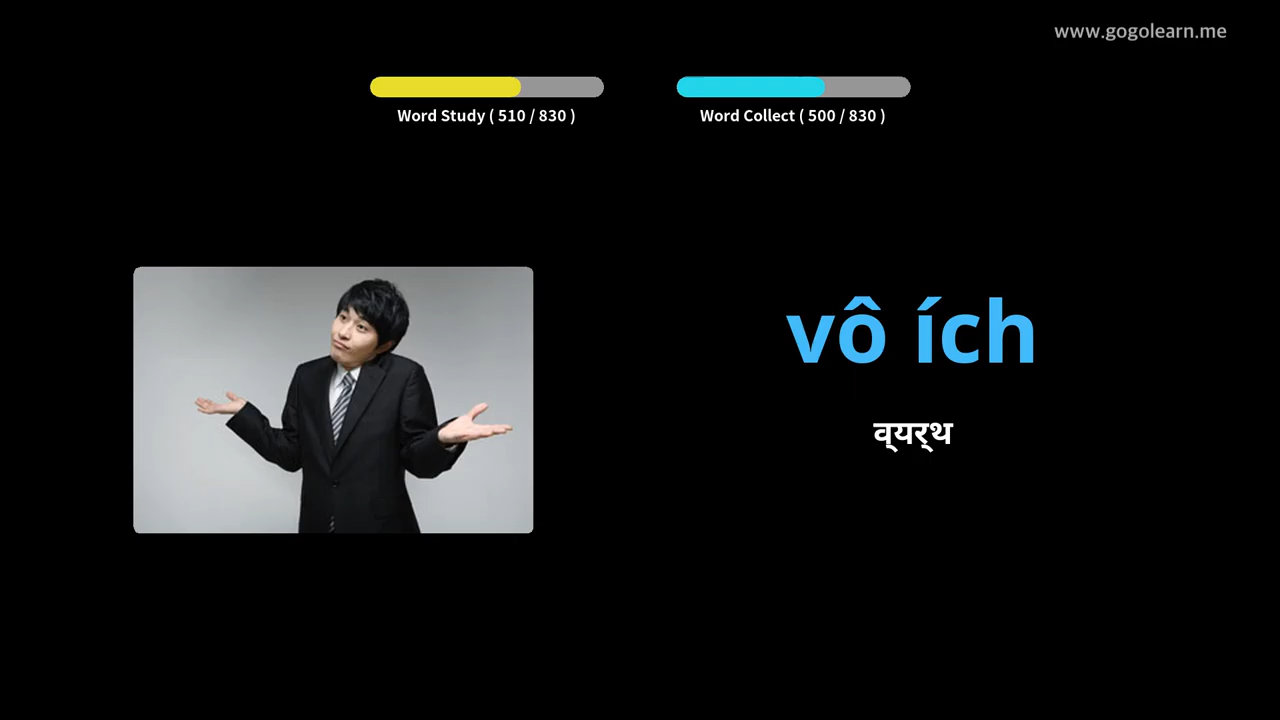 www.gogolearn.me
Word Study ( 510 / 830 )
Word Collect ( 500 / 830 )
vô ích
व्यर्थ